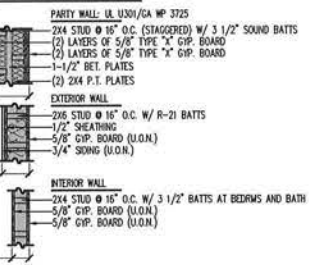 PARTY WALL: UL U301/GA WP 3725
2X4 STUD @ 16" O.C. (STAGGERED) W/ 3 1/2" SOUND BATTS
(2) LAYERS OF 5/8" TYPE "X" GYP. BOARD
(2) LAYERS OF 5/8" TYPE "X" GYP. BOARD
1-1/2" BET. PLATES
(2) 2X4 P.T. PLATES
EXTERIOR WALL
2X6 STUD @ 16" O.C. W/ R-21 BATTS
1/2" SHEATHING
5/8" GYP. BOARD (U.O.N.)
3/4" SIDING (U.O.N.)
INTERIOR WALL
2X4 STUD @ 16" O.C. W/ 3 1/2" BATTS AT BEDRMS AND BATH
5/8" GYP. BOARD (U.O.N.)
5/8" GYP. BOARD (U.O.N.)